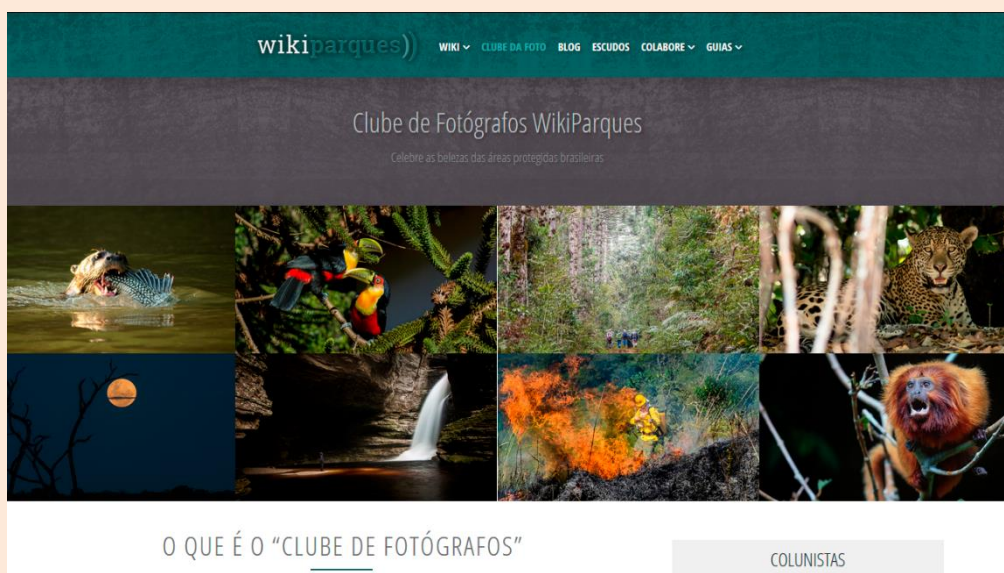 wikiparques)) WIKI CLUBE DA FOTO BLOG ESCUDOS COLABORE GUIAS
Clube de Fotógrafos WikiParques
Celebre as belezas das áreas protegidas brasileiras
O QUE É O “CLUBE DE FOTÓGRAFOS”
COLUNISTAS